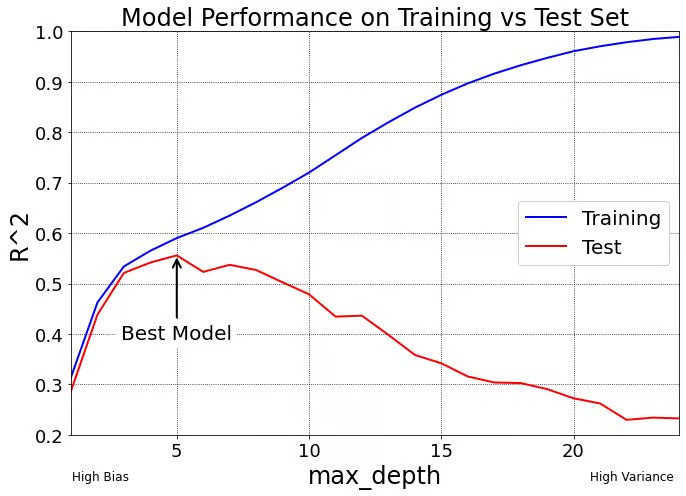 Model Performance on Training vs Test Set
1.0
0.9
0.8
0.7
0.6
0.5
0.4
0.3
0.2
R^2
Training
Test
Best Model
5
10
15
20
High Bias
max_depth
High Variance